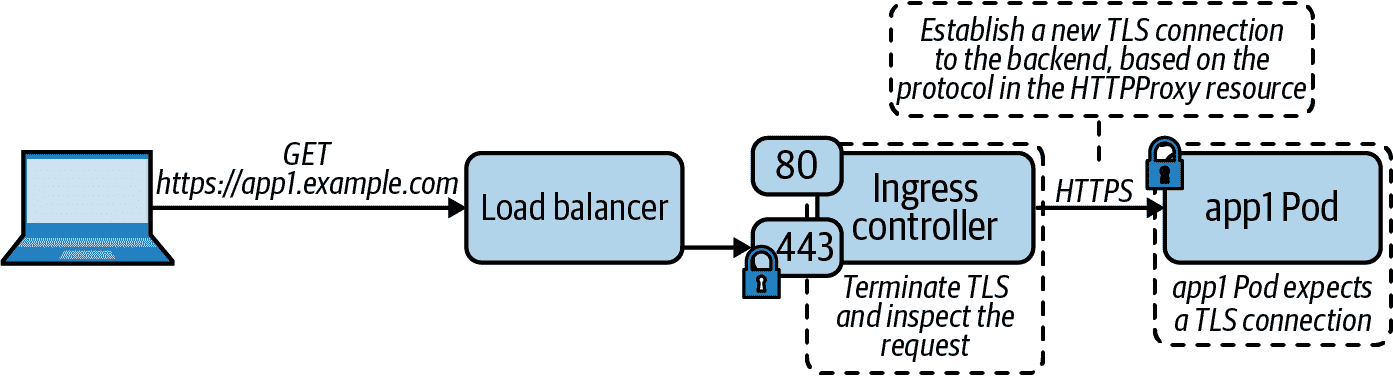 Establish a new TLS connection
to the backend, based on the
protocol in the HTTPProxy resource
GET
https://app1.example.com
Load balancer
80
443
Ingress
controller
Terminate TLS
and inspect the
request
HTTPS
app1 Pod
app1 Pod expects
a TLS connection